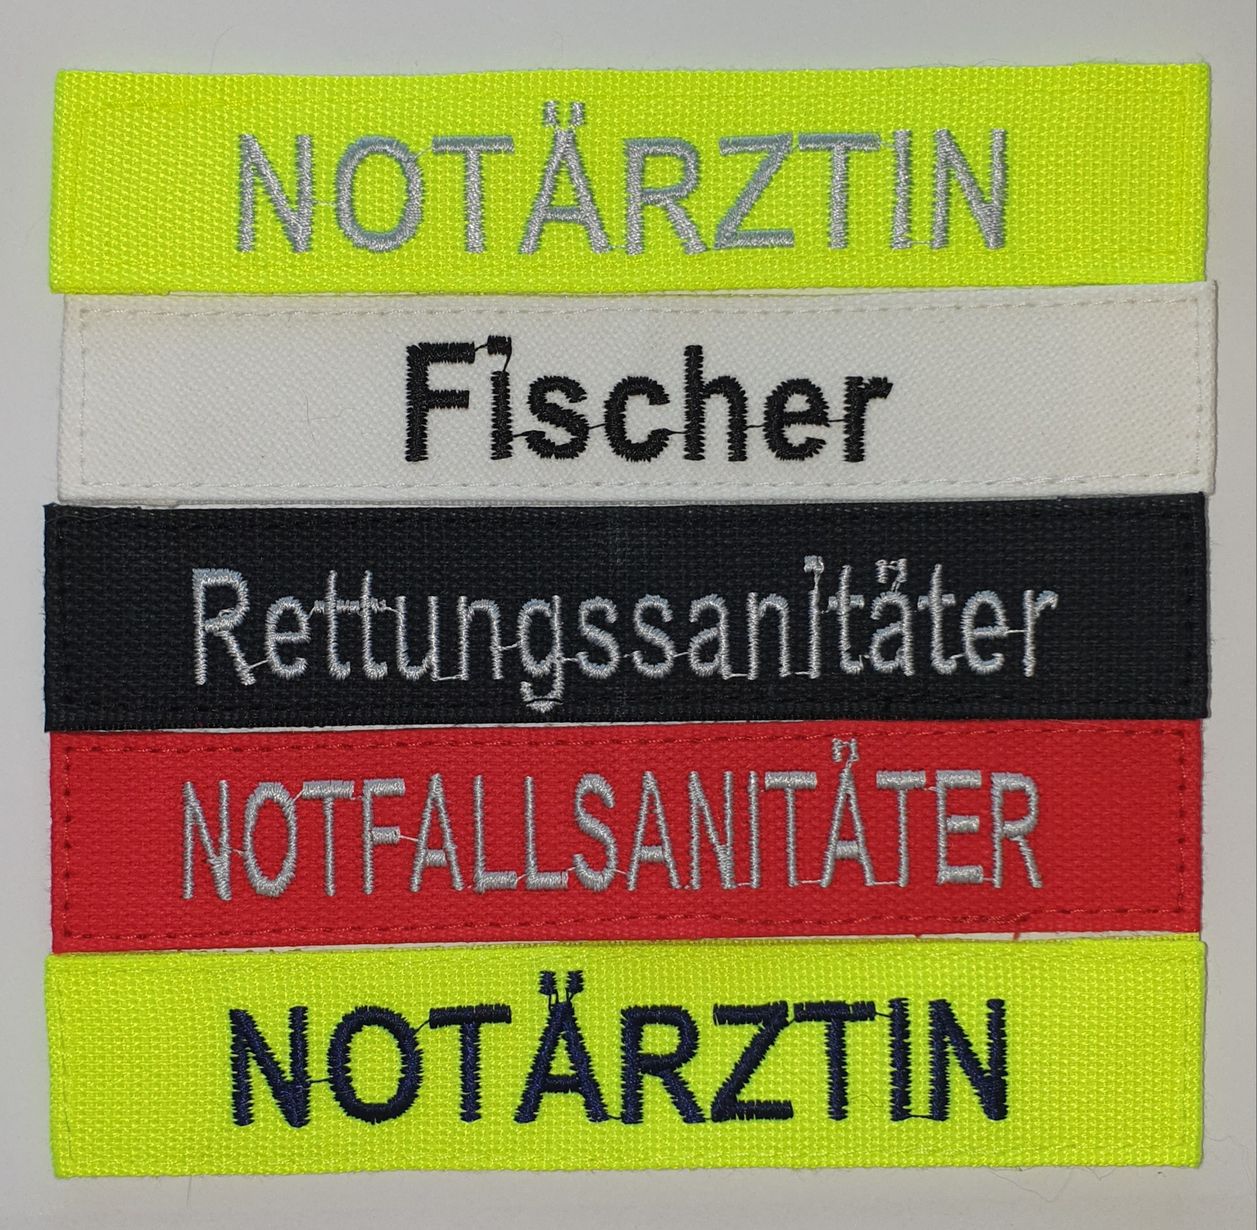 NOTÄRZTIN
Fischer
Rettungssanitäter
NOTFALLSANITÄTER
NOTÄRZTIN